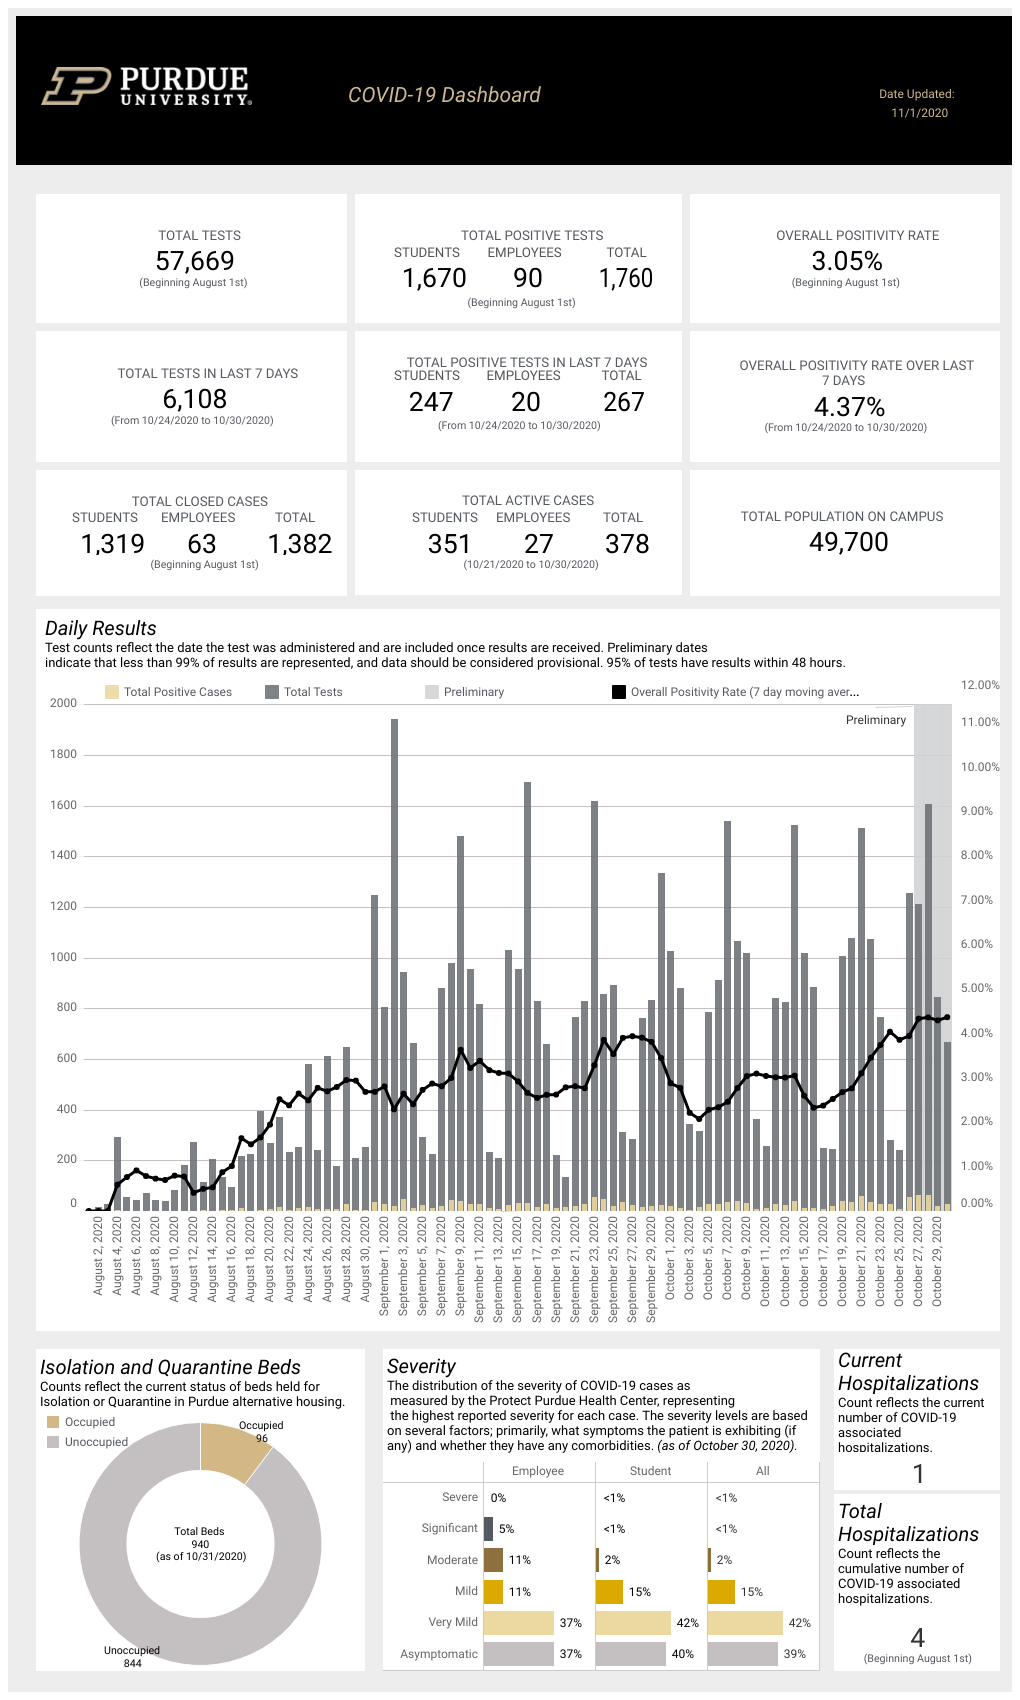 PURDUE
UNIVERSITY®
COVID-19 Dashboard
Date Updated:
11/1/2020
TOTAL TESTS
57,669
(Beginning August 1st)
TOTAL POSITIVE TESTS
STUDENTS EMPLOYEES TOTAL
1,670 90 1,760
(Beginning August 1st)
OVERALL POSITIVITY RATE
3.05%
(Beginning August 1st)
TOTAL TESTS IN LAST 7 DAYS
6,108
(From 10/24/2020 to 10/30/2020)
TOTAL POSITIVE TESTS IN LAST 7 DAYS
STUDENTS EMPLOYEES TOTAL
247 20 267
(From 10/24/2020 to 10/30/2020)
OVERALL POSITIVITY RATE OVER LAST
7 DAYS
4.37%
(From 10/24/2020 to 10/30/2020)
TOTAL CLOSED CASES
STUDENTS EMPLOYEES TOTAL
1,319 63 1,382
(Beginning August 1st)
TOTAL ACTIVE CASES
STUDENTS EMPLOYEES TOTAL
351 27 378
(10/21/2020 to 10/30/2020)
TOTAL POPULATION ON CAMPUS
49,700
Daily Results
Test counts reflect the date the test was administered and are included once results are received. Preliminary dates
indicate that less than 99% of results are represented, and data should be considered provisional. 95% of tests have results within 48 hours.
Total Positive Cases Total Tests Preliminary Overall Positivity Rate (7 day moving aver...
2000
1800
1600
1400
1200
1000
800
600
400
200
0
Preliminary
12.00%
11.00%
10.00%
9.00%
8.00%
7.00%
6.00%
5.00%
4.00%
3.00%
2.00%
1.00%
0.00%
August 2, 2020
August 4, 2020
August 6, 2020
August 8, 2020
August 10, 2020
August 12, 2020
August 14, 2020
August 16, 2020
August 18, 2020
August 20, 2020
August 22, 2020
August 24, 2020
August 26, 2020
August 28, 2020
August 30, 2020
September 1, 2020
September 3, 2020
September 5, 2020
September 7, 2020
September 9, 2020
September 11, 2020
September 13, 2020
September 15, 2020
September 17, 2020
September 19, 2020
September 21, 2020
September 23, 2020
September 25, 2020
September 27, 2020
September 29, 2020
October 1, 2020
October 3, 2020
October 5, 2020
October 7, 2020
October 9, 2020
October 11, 2020
October 13, 2020
October 15, 2020
October 17, 2020
October 19, 2020
October 21, 2020
October 23, 2020
October 25, 2020
October 27, 2020
October 29, 2020
Isolation and Quarantine Beds
Counts reflect the current status of beds held for
Isolation or Quarantine in Purdue alternative housing.
Occupied
Unoccupied
Occupied
96
Total Beds
940
(as of 10/31/2020)
Unoccupied
844
Severity
The distribution of the severity of COVID-19 cases as
measured by the Protect Purdue Health Center, representing
the highest reported severity for each case. The severity levels are based
on several factors; primarily, what symptoms the patient is exhibiting (if
any) and whether they have any comorbidities. (as of October 30, 2020).
Employee Student All
Severe 0% <1% <1%
Significant 5% <1% <1%
Moderate 11% 2% 2%
Mild 11% 15% 15%
Very Mild 37% 42% 42%
Asymptomatic 37% 40% 39%
Current
Hospitalizations
Count reflects the current
number of COVID-19
associated
hospitalizations.
1
Total
Hospitalizations
Count reflects the
cumulative number of
COVID-19 associated
hospitalizations.
4
(Beginning August 1st)